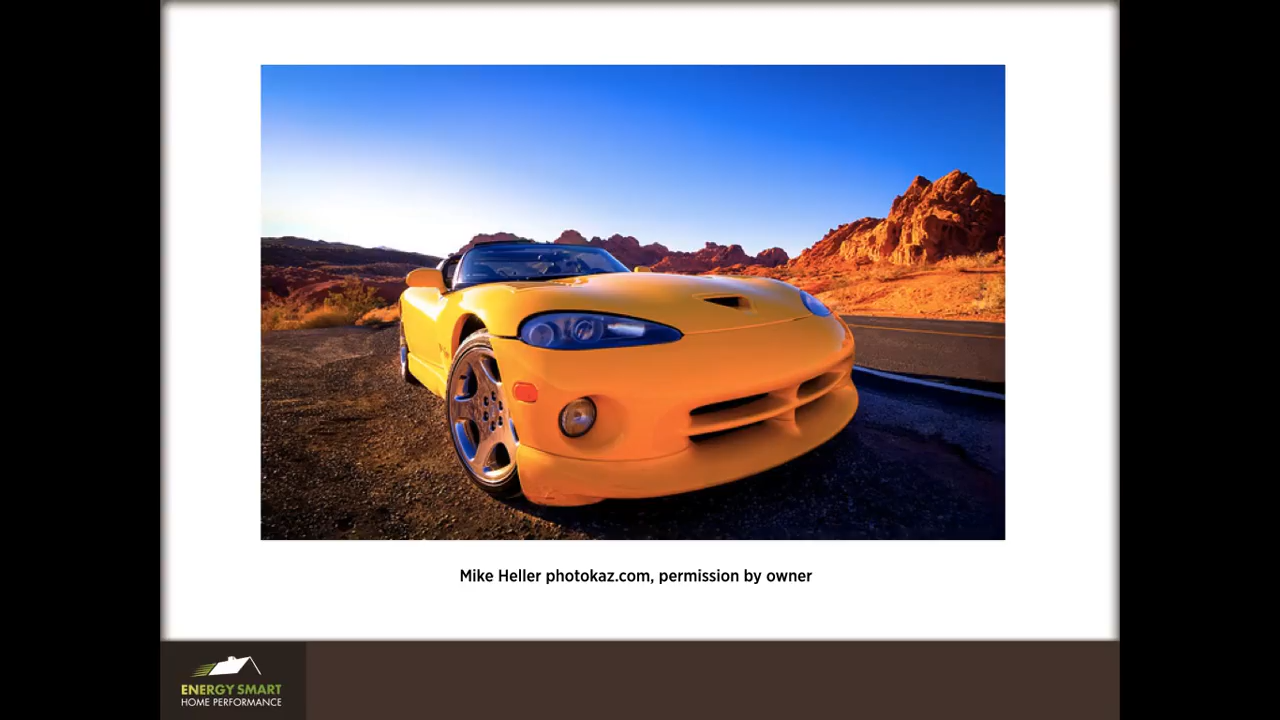 Mike Heller photokaz.com, permission by owner
ENERGY SMART
HOME PERFORMANCE